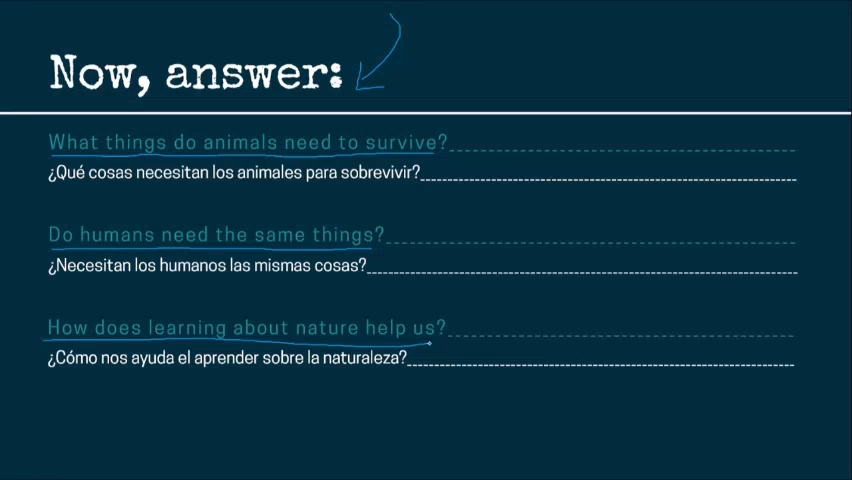 Now, answer:
What things do animals need to survive?
¿Qué cosas necesitan los animales para sobrevivir?
Do humans need the same things?
¿Necesitan los humanos las mismas cosas?
How does learning about nature help us?
¿Cómo nos ayuda el aprender sobre la naturaleza?